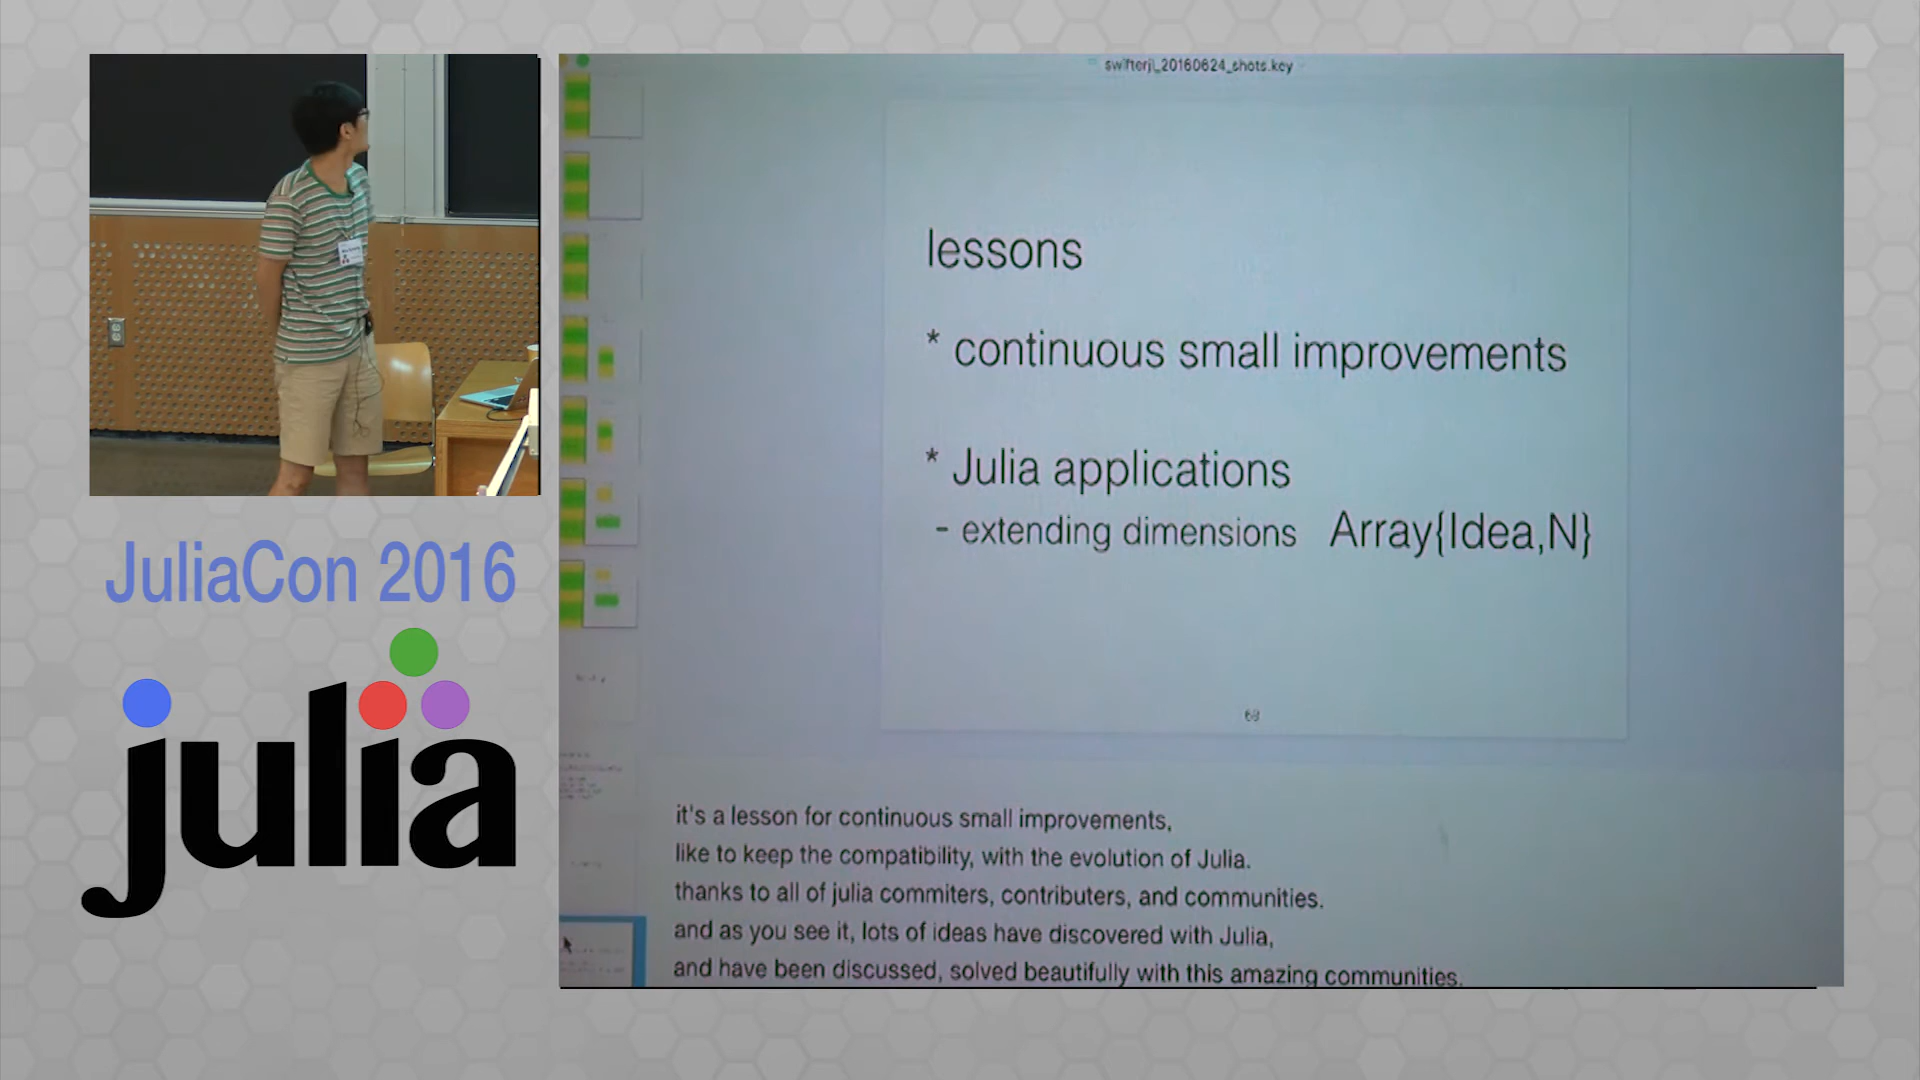 swifterjl_20160624_shots.key
lessons
* continuous small improvements
* Julia applications
- extending dimensions Array{Idea,N}
it's a lesson for continuous small improvements,
like to keep the compatibility, with the evolution of Julia.
thanks to all of julia commiters, contributers, and communities.
and as you see it, lots of ideas have discovered with Julia,
and have been discussed, solved beautifully with this amazing communities.
JuliaCon 2016
julia